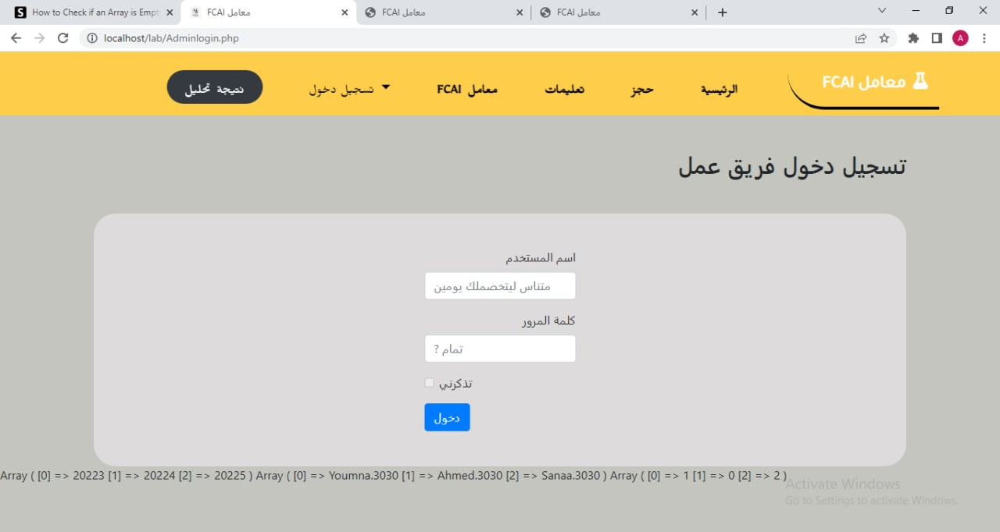 How to Check if an Array is Empt
معامل FCAI
معامل FCAI
معامل FCAI
localhost/lab/Adminlogin.php
A
معامل FCAI
الرئيسية
حجز
تعليمات
معامل FCAI
تسجيل دخول
نتيجة تحليل
تسجيل دخول فريق عمل
اسم المستخدم
متناس ليتخصملك يومين
كلمة المرور
تمام ?
تذكرني
دخول
Array ( [0] => 20223 [1] => 20224 [2] => 20225 ) Array ( [0] => Youmna.3030 [1] => Ahmed.3030 [2] => Sanaa.3030 ) Array ( [0] => 1 [1] => 0 [2] => 2 )
Activate Windows
Go to Settings to activate Windows.